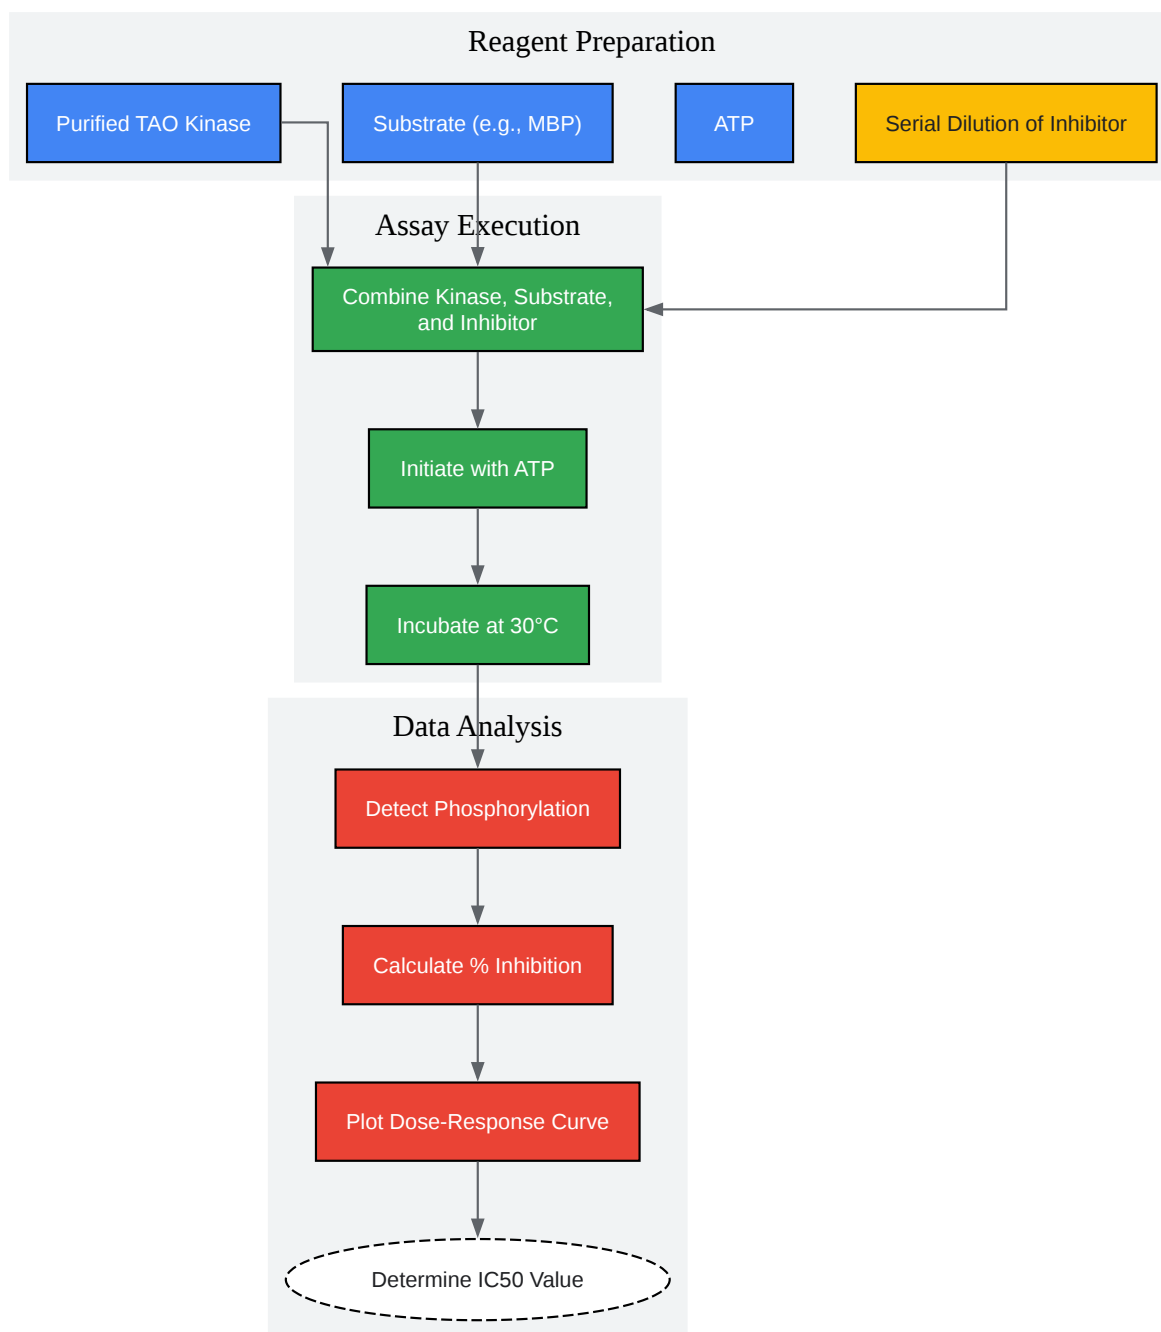 Reagent Preparation
Purified TAO Kinase
Substrate (e.g., MBP)
ATP
Serial Dilution of Inhibitor
Assay Execution
Combine Kinase, Substrate,
and Inhibitor
Initiate with ATP
Incubate at 30°C
Data Analysis
Detect Phosphorylation
Calculate % Inhibition
Plot Dose-Response Curve
Determine IC50 Value